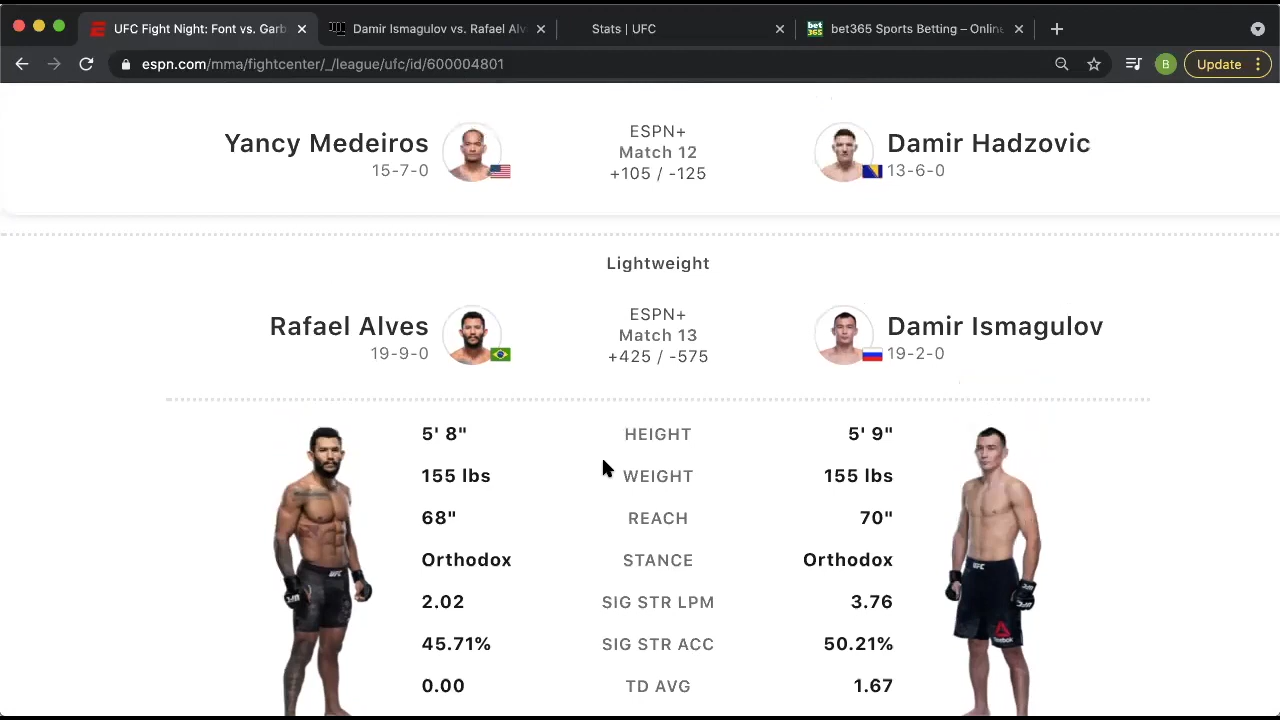 UFC Fight Night: Font vs. Garb
Damir Ismagulov vs. Rafael Alv
Stats | UFC
bet365 Sports Betting – Online
espn.com/mma/fightcenter/_/league/ufc/id/600004801
B
Update
Yancy Medeiros
15-7-0
ESPN+
Match 12
+105 / -125
Damir Hadzovic
13-6-0
Lightweight
Rafael Alves
19-9-0
ESPN+
Match 13
+425 / -575
Damir Ismagulov
19-2-0
5' 8" HEIGHT 5' 9"
155 lbs WEIGHT 155 lbs
68" REACH 70"
Orthodox STANCE Orthodox
2.02 SIG STR LPM 3.76
45.71% SIG STR ACC 50.21%
0.00 TD AVG 1.67